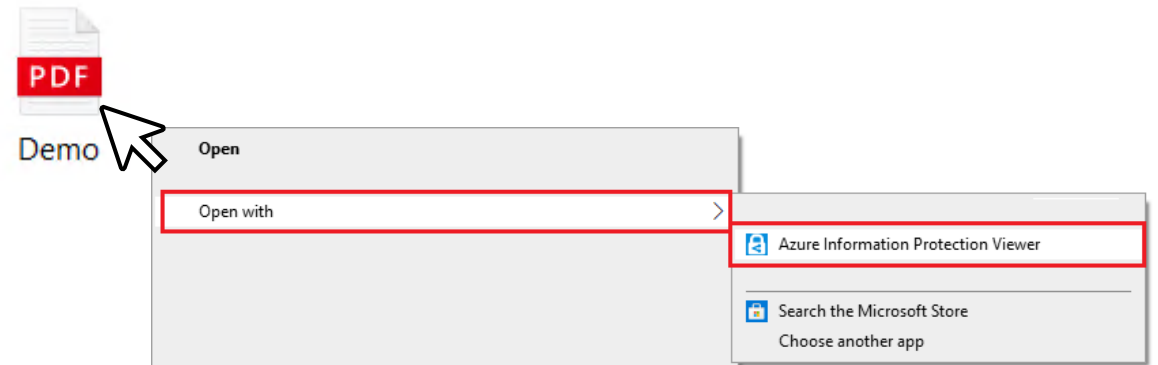 PDF
Demo
Open
Open with
Azure Information Protection Viewer
Search the Microsoft Store
Choose another app